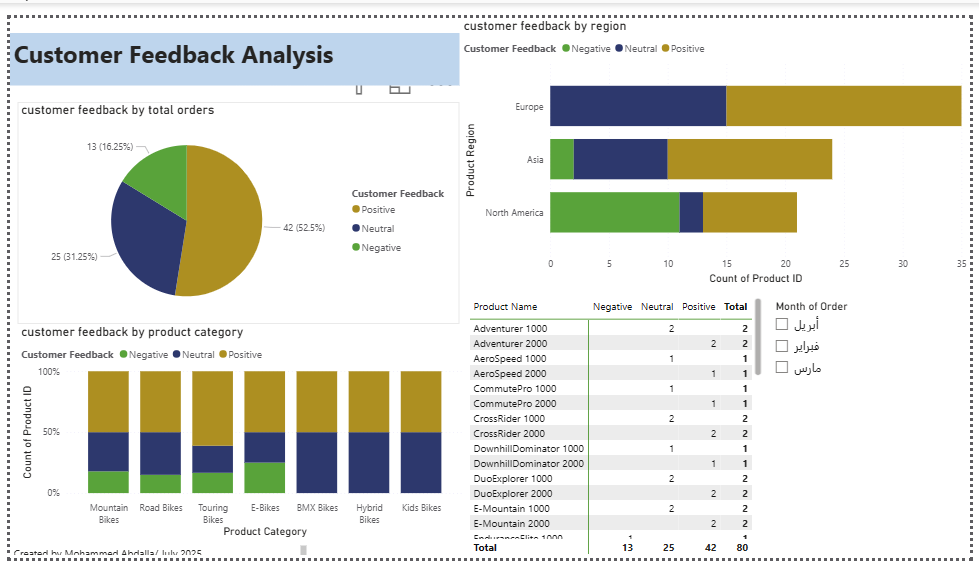 Customer Feedback Analysis
customer feedback by total orders
13 (16.25%)
42 (52.5%)
25 (31.25%)
Customer Feedback
Positive
Neutral
Negative
customer feedback by region
Customer Feedback Negative Neutral Positive
Product Region
Europe
Asia
North America
0 5 10 15 20 25 30 35
Count of Product ID
customer feedback by product category
Customer Feedback Negative Neutral Positive
Count of Product ID
100%
50%
0%
Mountain Bikes Road Bikes Touring Bikes E-Bikes BMX Bikes Hybrid Bikes Kids Bikes
Product Category
Created by Mohammed Abdalla/ July 2025
Product Name Negative Neutral Positive Total
Adventurer 1000 2 2
Adventurer 2000 2 2
AeroSpeed 1000 1 1
AeroSpeed 2000 1 1
CommutePro 1000 1 1
CommutePro 2000 1 1
CrossRider 1000 2 2
CrossRider 2000 2 2
DownhillDominator 1000 1 1
DownhillDominator 2000 1 1
DuoExplorer 1000 2 2
DuoExplorer 2000 2 2
E-Mountain 1000 2 2
E-Mountain 2000 2 2
EnduranceElite 1000 1 1
Total 13 25 42 80
Month of Order
أبريل
فبراير
مارس